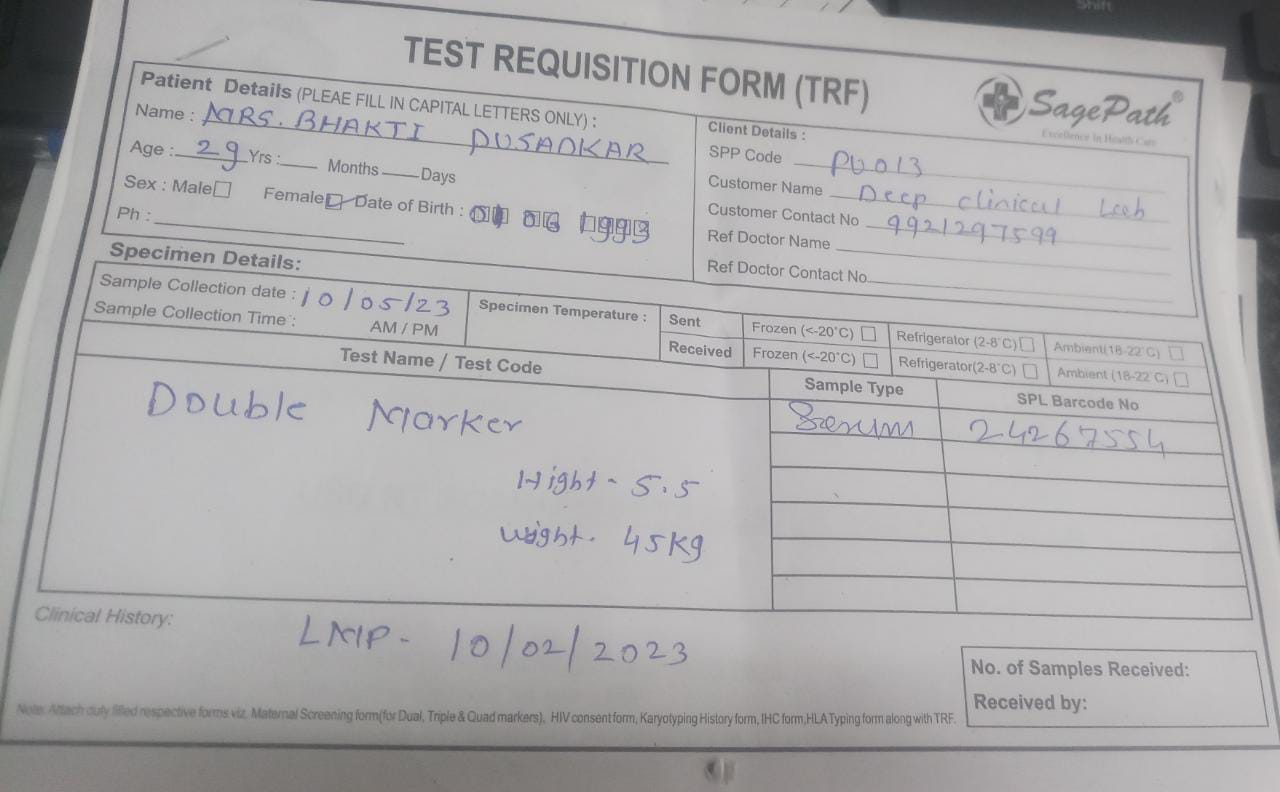 Shift
TEST REQUISITION FORM (TRF)
SagePath®
Excellence In Health Care
Patient Details (PLEAE FILL IN CAPITAL LETTERS ONLY) :
Name : MRS. BHAKTI DUSADKAR
Age : 29 Yrs : Months Days
Sex : Male Female Date of Birth : 01 06 1993
Ph :
Client Details :
SPP Code PU013
Customer Name Deep clinical Lab
Customer Contact No 9921297599
Ref Doctor Name
Ref Doctor Contact No.
Specimen Details:
Sample Collection date : 10/05/23
Sample Collection Time : AM / PM
Specimen Temperature :
Sent Frozen (<-20°C) Refrigerator (2-8°C) Ambient(18-22°C)
Received Frozen (<-20°C) Refrigerator(2-8°C) Ambient (18-22°C)
Test Name / Test Code Sample Type SPL Barcode No
Double Marker Serum 24267554
Hight - 5.5
Wight. 45Kg
Clinical History:
LMP - 10/02/2023
No. of Samples Received:
Received by:
Note: Attach duly filled respective forms viz. Maternal Screening form(for Dual, Triple & Quad markers), HIV consent form, Karyotyping History form, IHC form,HLA Typing form along with TRF.